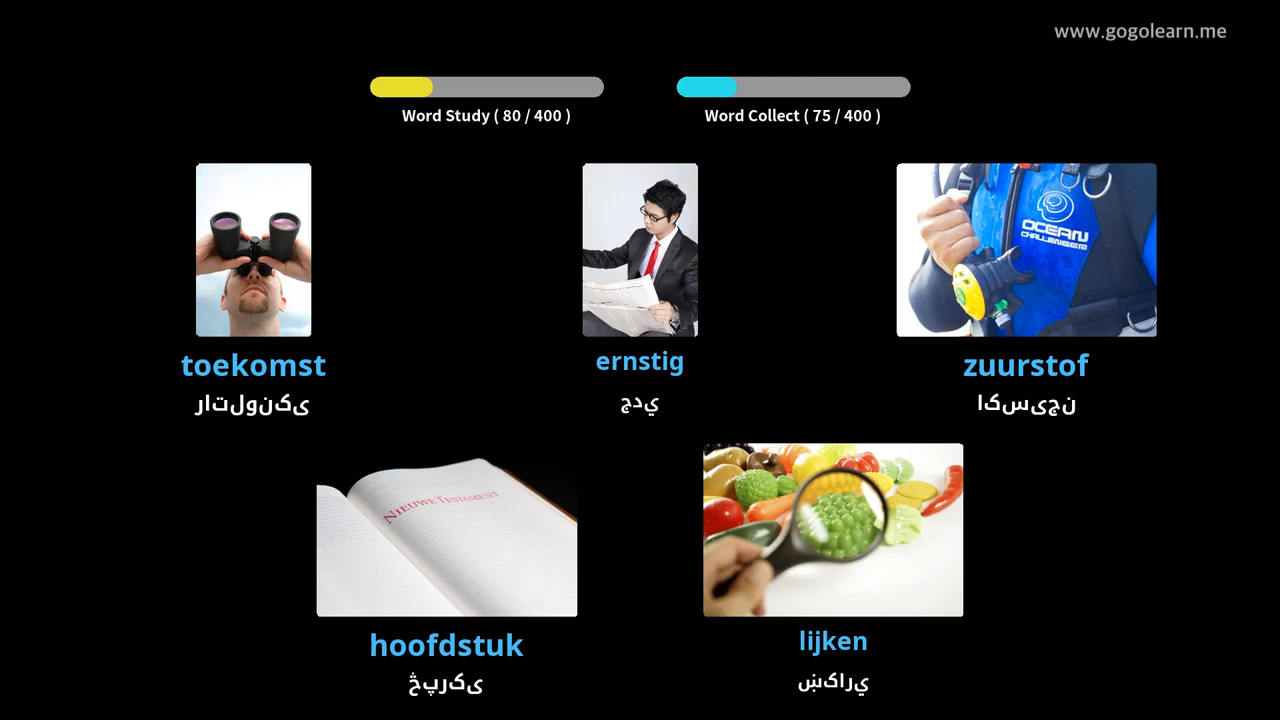 www.gogolearn.me
Word Study ( 80 / 400 )
Word Collect ( 75 / 400 )
toekomst
راتلونکی
ernstig
جدي
OCEAN
CHALLENGER
zuurstof
اکسیجن
NIEUWE TESTAMENT
hoofdstuk
څپرکی
lijken
ښکاري